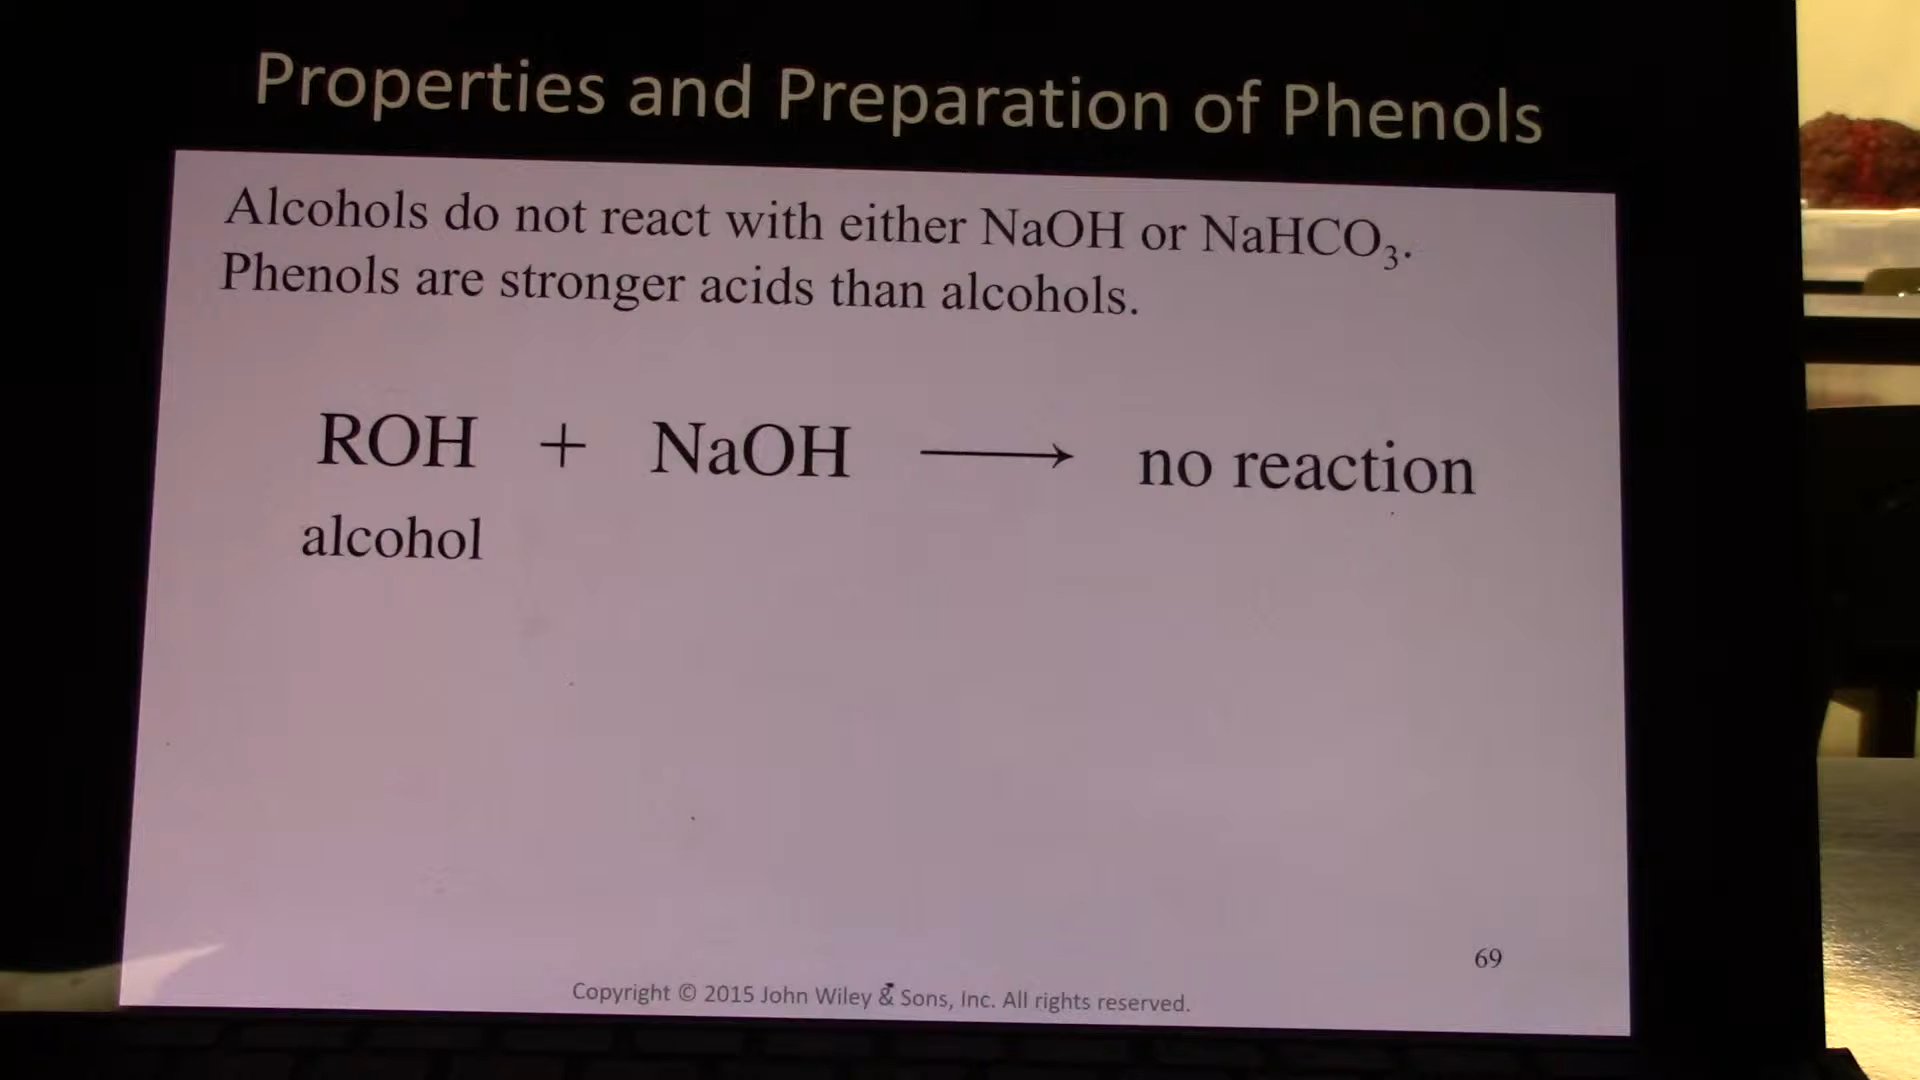 Properties and Preparation of Phenols
Alcohols do not react with either NaOH or NaHCO₃.
Phenols are stronger acids than alcohols.
ROH + NaOH ⟶ no reaction
alcohol
69
Copyright © 2015 John Wiley & Sons, Inc. All rights reserved.